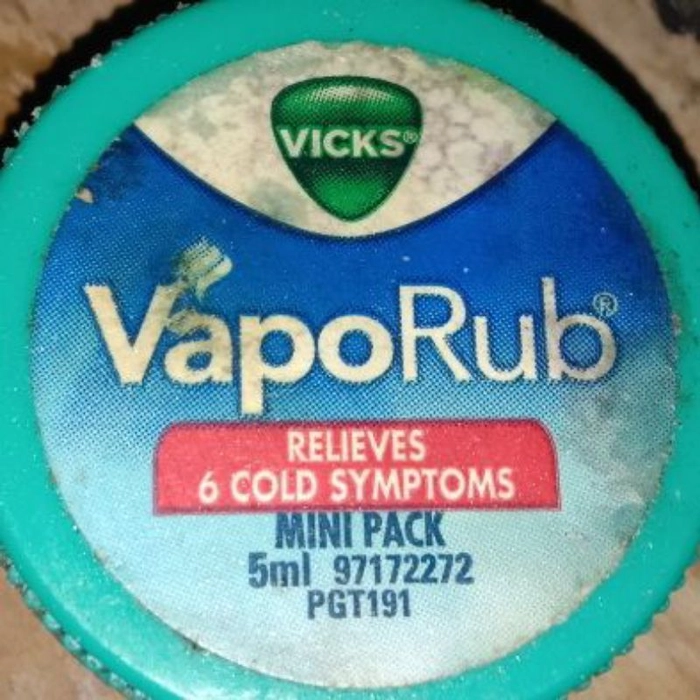 VICKS®
VapoRub®
RELIEVES
6 COLD SYMPTOMS
MINI PACK
5ml 97172272
PGT191